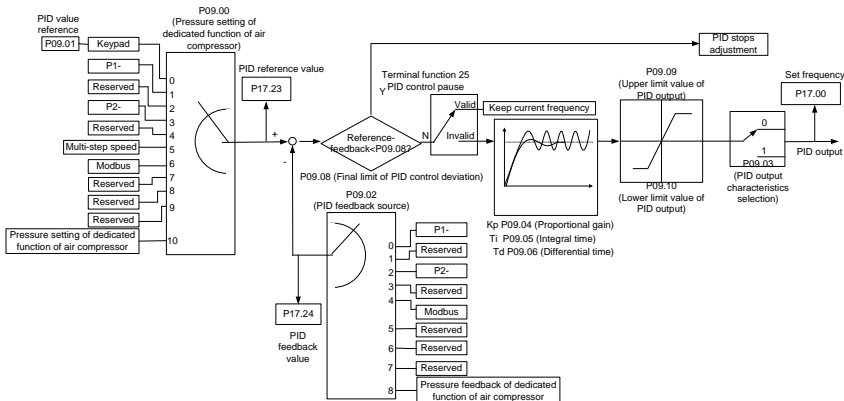 P09.00
(Pressure setting of
dedicated function of air
compressor)
PID value
reference
P09.01
Keypad
P1-
Reserved
P2-
Reserved
Multi-step speed
Modbus
Reserved
Reserved
Reserved
Pressure setting of dedicated
function of air compressor
0
1
2
3
4
5
6
7
8
9
10
PID reference value
P17.23
+
-
Reference-
feedback<P09.08?
Y
N
P09.08 (Final limit of PID control deviation)
PID stops
adjustment
Terminal function 25
PID control pause
Valid
Invalid
Keep current frequency
Kp P09.04 (Proportional gain)
Ti P09.05 (Integral time)
Td P09.06 (Differential time)
P09.09
(Upper limit value of
PID output)
P09.10
(Lower limit value of
PID output)
0
1
P09.03
(PID output
characteristics
selection)
Set frequency
P17.00
PID output
P09.02
(PID feedback source)
0
1
2
3
4
5
6
7
8
P1-
Reserved
P2-
Reserved
Modbus
Reserved
Reserved
Reserved
Pressure feedback of dedicated
function of air compressor
P17.24
PID
feedback
value